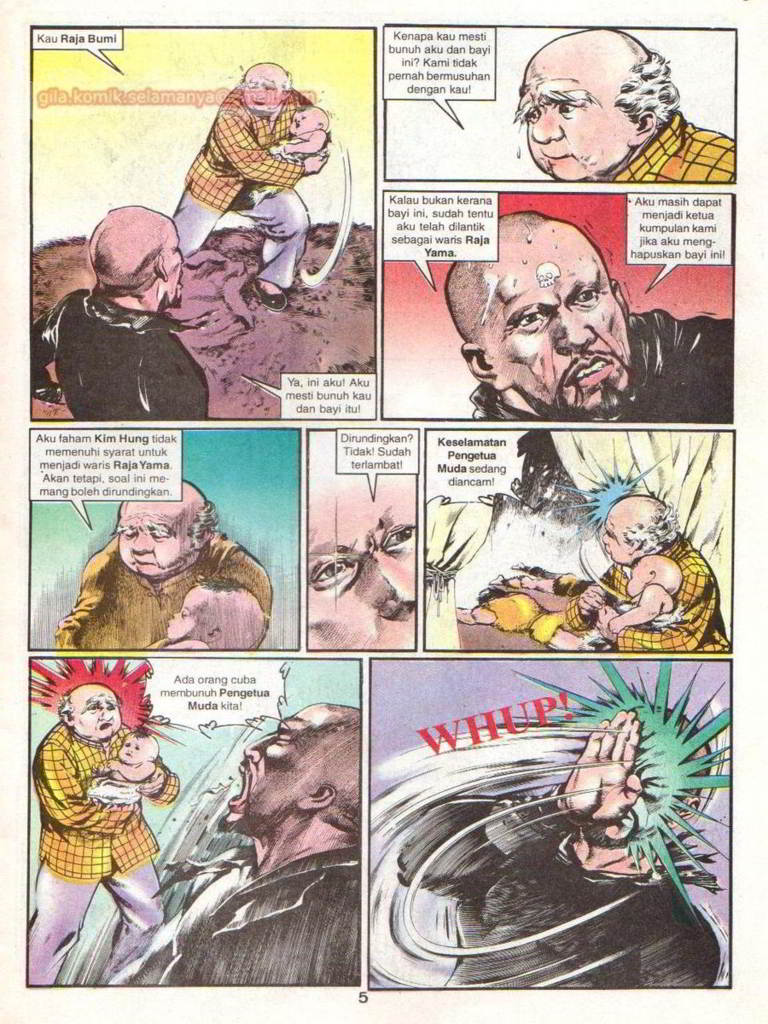 Kau Raja Bumi
gila.komik.selamanya@
Ya, ini aku! Aku
mesti bunuh kau
dan bayi itu!
Kenapa kau mesti
bunuh aku dan bayi
ini? Kami tidak
pernah bermusuhan
dengan kau!
Kalau bukan kerana
bayi ini, sudah tentu
aku telah dilantik
sebagai waris Raja
Yama.
Aku masih dapat
menjadi ketua
kumpulan kami
jika aku meng-
hapuskan bayi ini!
Aku faham Kim Hung tidak
memenuhi syarat untuk
menjadi waris Raja Yama.
Akan tetapi, soal ini me-
mang boleh dirundingkan.
Dirundingkan?
Tidak! Sudah
terlambat!
Keselamatan
Pengetua
Muda sedang
diancam!
Ada orang cuba
membunuh Pengetua
Muda kita!
WHUP!
5